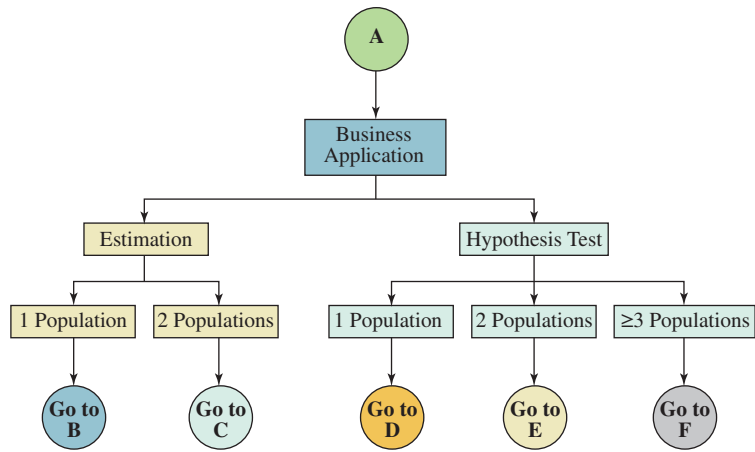 A
Business
Application
Estimation
Hypothesis Test
1 Population
2 Populations
1 Population
2 Populations
≥3 Populations
Go to
B
Go to
C
Go to
D
Go to
E
Go to
F